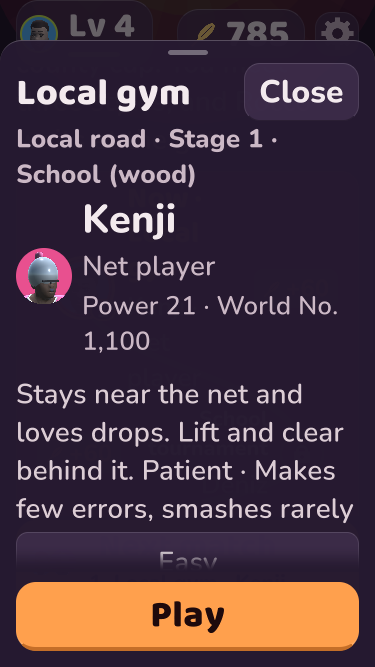 Lv 4
785
Local gym
Close
Local road · Stage 1 ·
School (wood)
Kenji
Net player
Power 21 · World No.
1,100
Stays near the net and
loves drops. Lift and clear
behind it. Patient · Makes
few errors, smashes rarely
Easy
Play